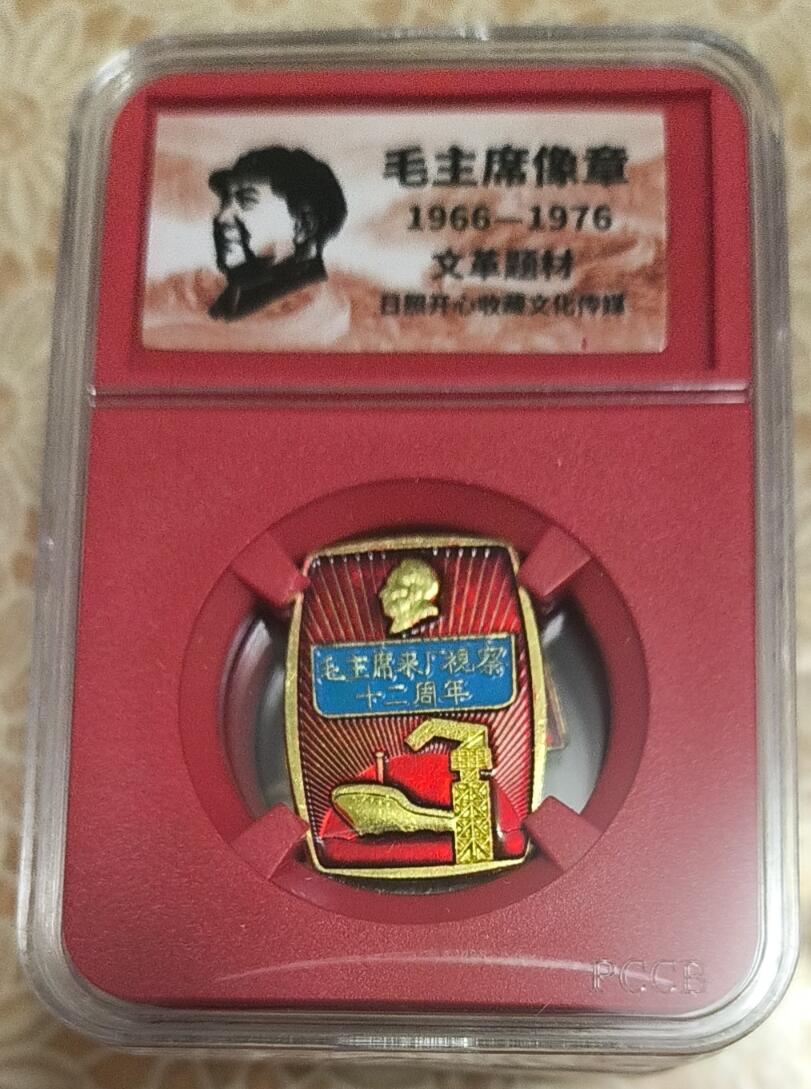 毛主席像章
1966—1976
文革题材
日照开心收藏文化传媒
毛主席来厂視察
十二周年
PCCB